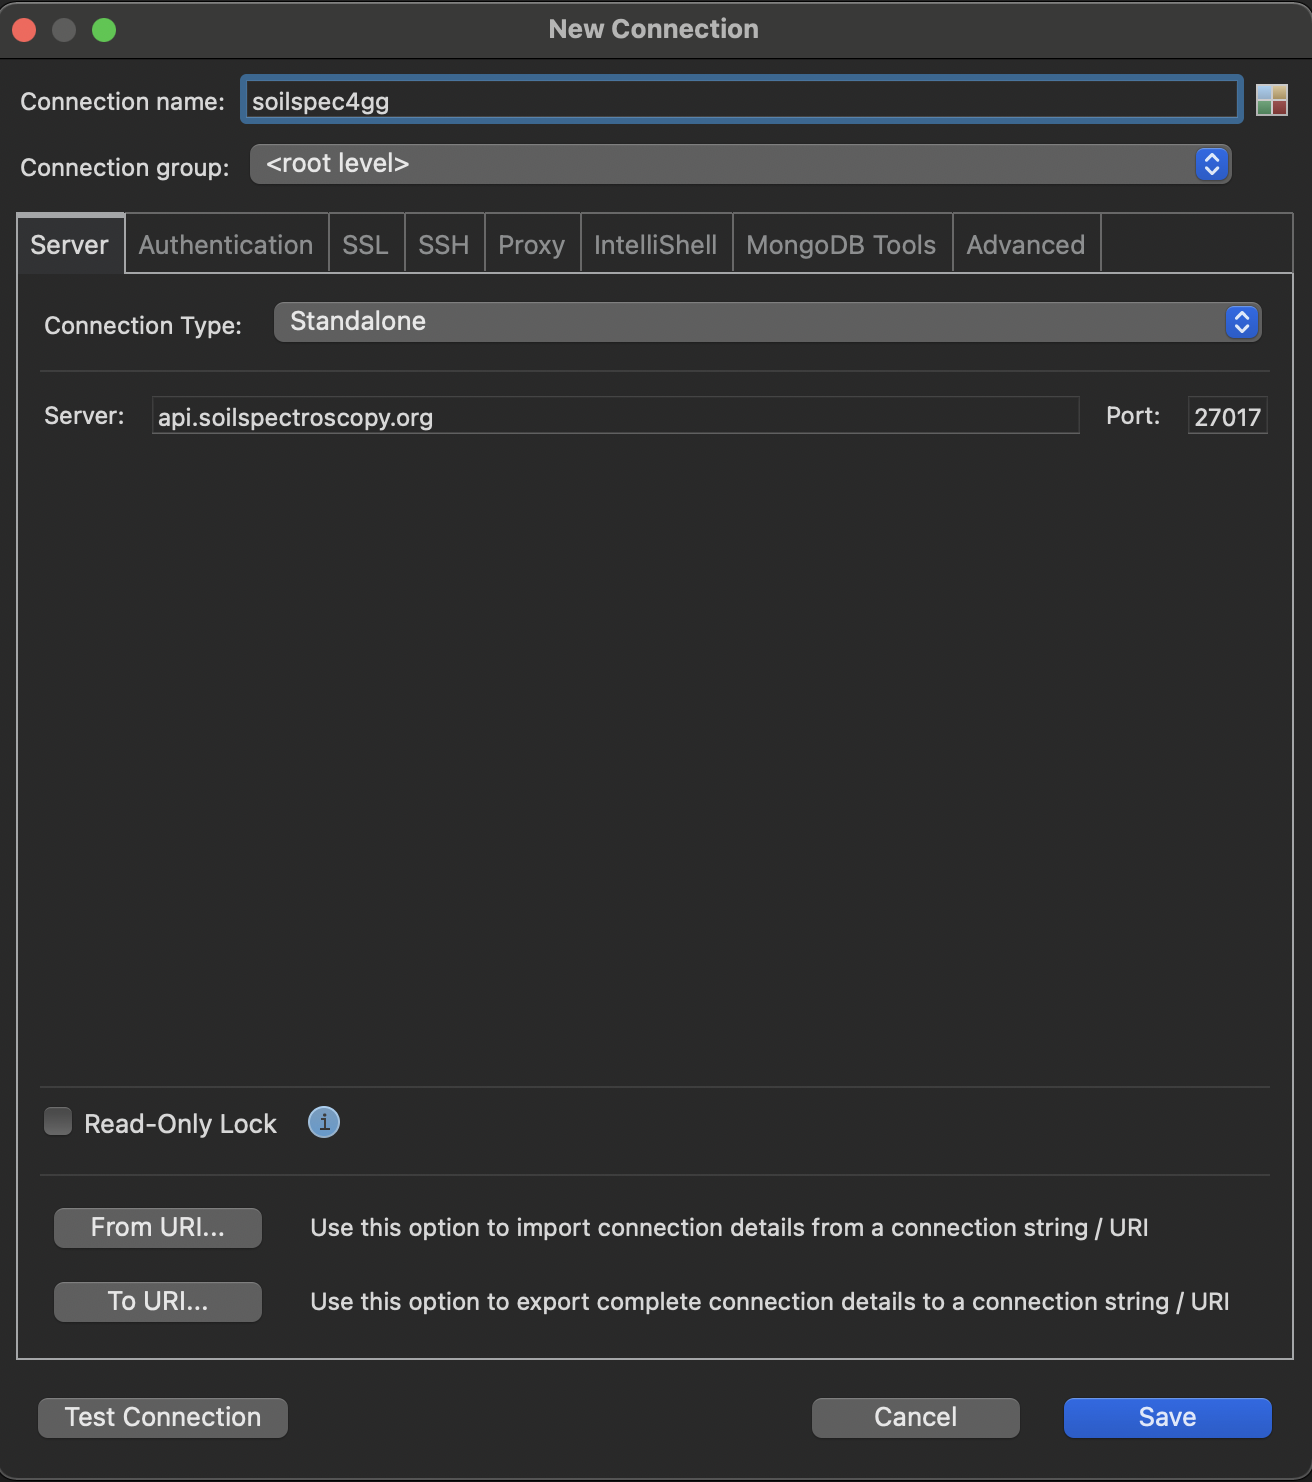 New Connection
Connection name: soilspec4gg
Connection group: <root level>
Server Authentication SSL SSH Proxy IntelliShell MongoDB Tools Advanced
Connection Type: Standalone
Server: api.soilspectroscopy.org Port: 27017
Read-Only Lock i
From URI... Use this option to import connection details from a connection string / URI
To URI... Use this option to export complete connection details to a connection string / URI
Test Connection Cancel Save